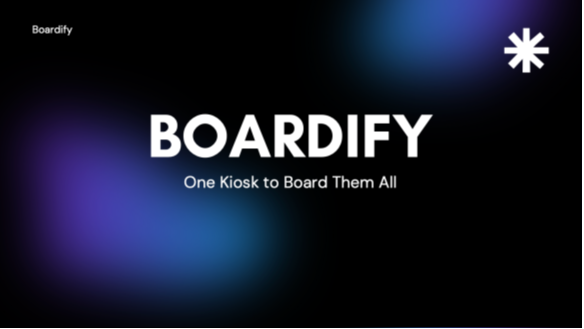 Boardify
BOARDIFY
One Kiosk to Board Them All